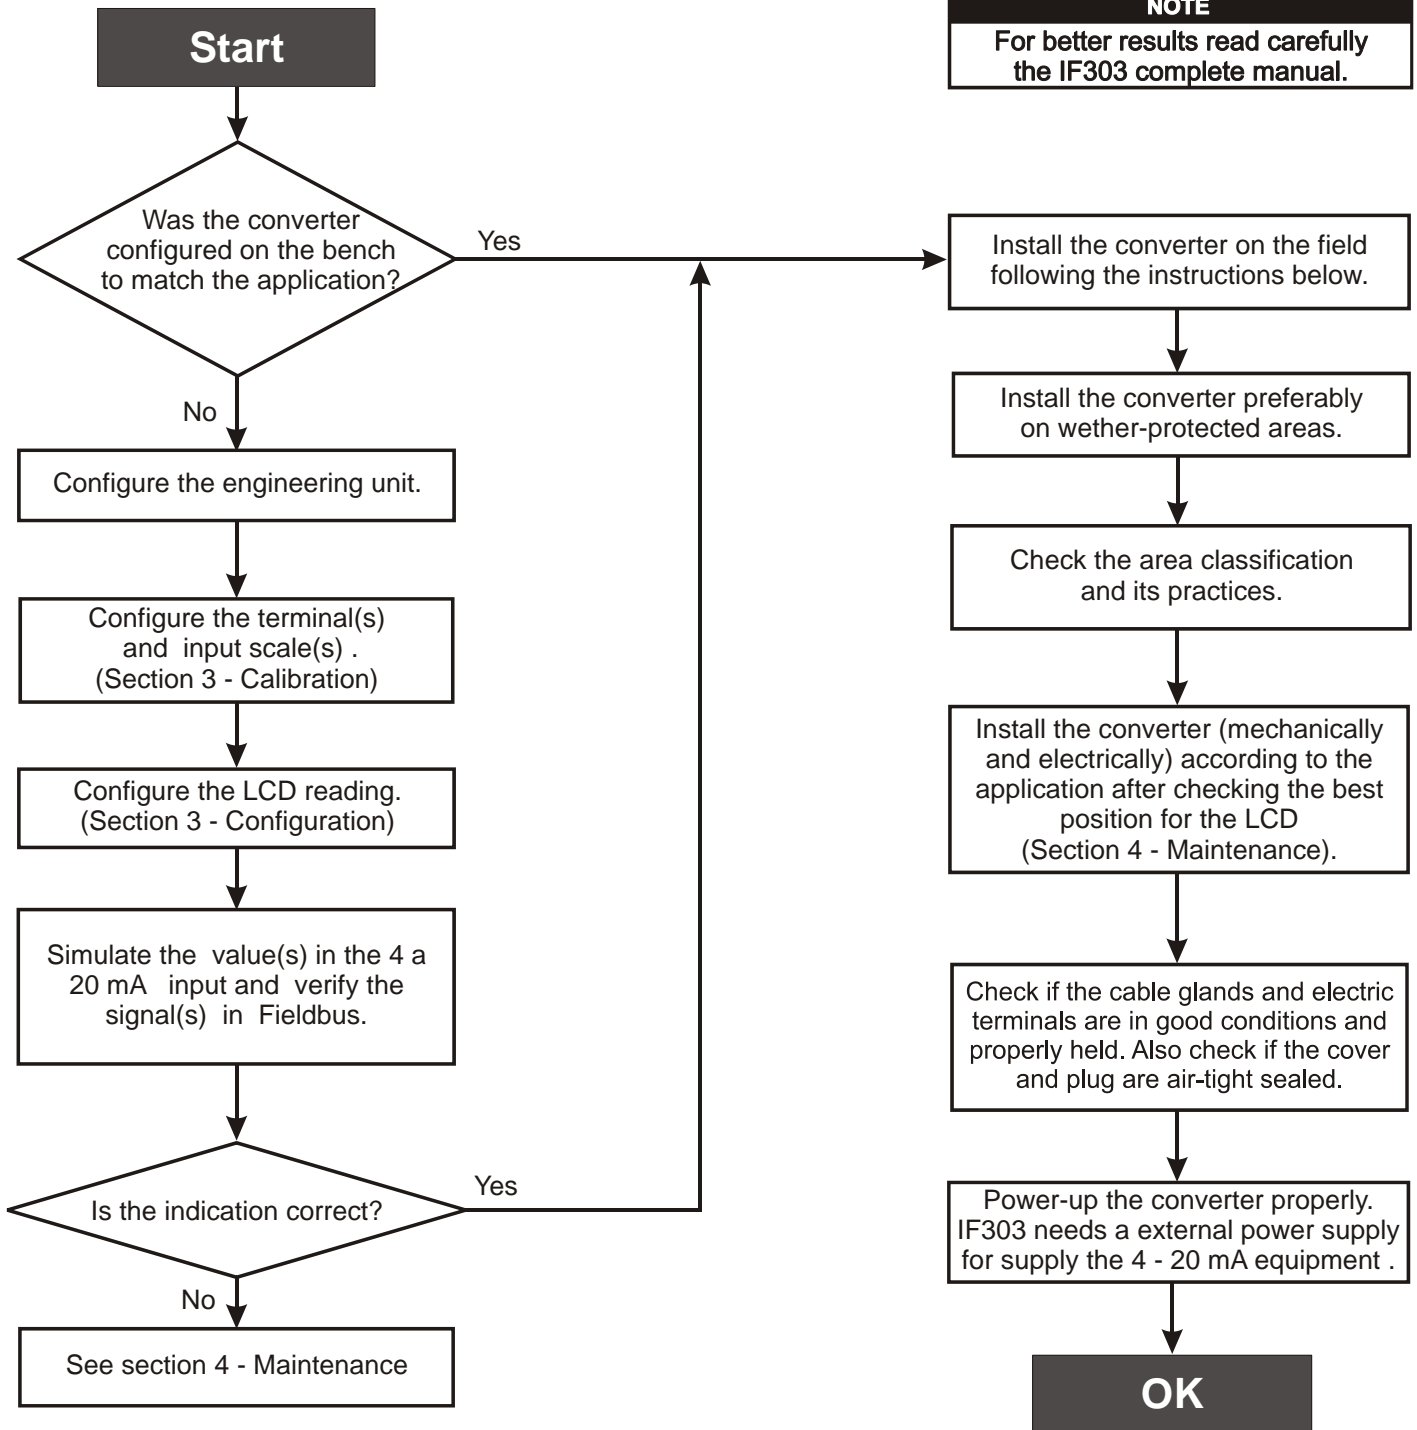 Start
Was the converter
configured on the bench
to match the application?
Yes
No
Configure the engineering unit.
Configure the terminal(s)
and input scale(s) .
(Section 3 - Calibration)
Configure the LCD reading.
(Section 3 - Configuration)
Simulate the value(s) in the 4 a
20 mA input and verify the
signal(s) in Fieldbus.
Is the indication correct?
Yes
No
See section 4 - Maintenance
NOTE
For better results read carefully
the IF303 complete manual.
Install the converter on the field
following the instructions below.
Install the converter preferably
on wether-protected areas.
Check the area classification
and its practices.
Install the converter (mechanically
and electrically) according to the
application after checking the best
position for the LCD
(Section 4 - Maintenance).
Check if the cable glands and electric
terminals are in good conditions and
properly held. Also check if the cover
and plug are air-tight sealed.
Power-up the converter properly.
IF303 needs a external power supply
for supply the 4 - 20 mA equipment .
OK